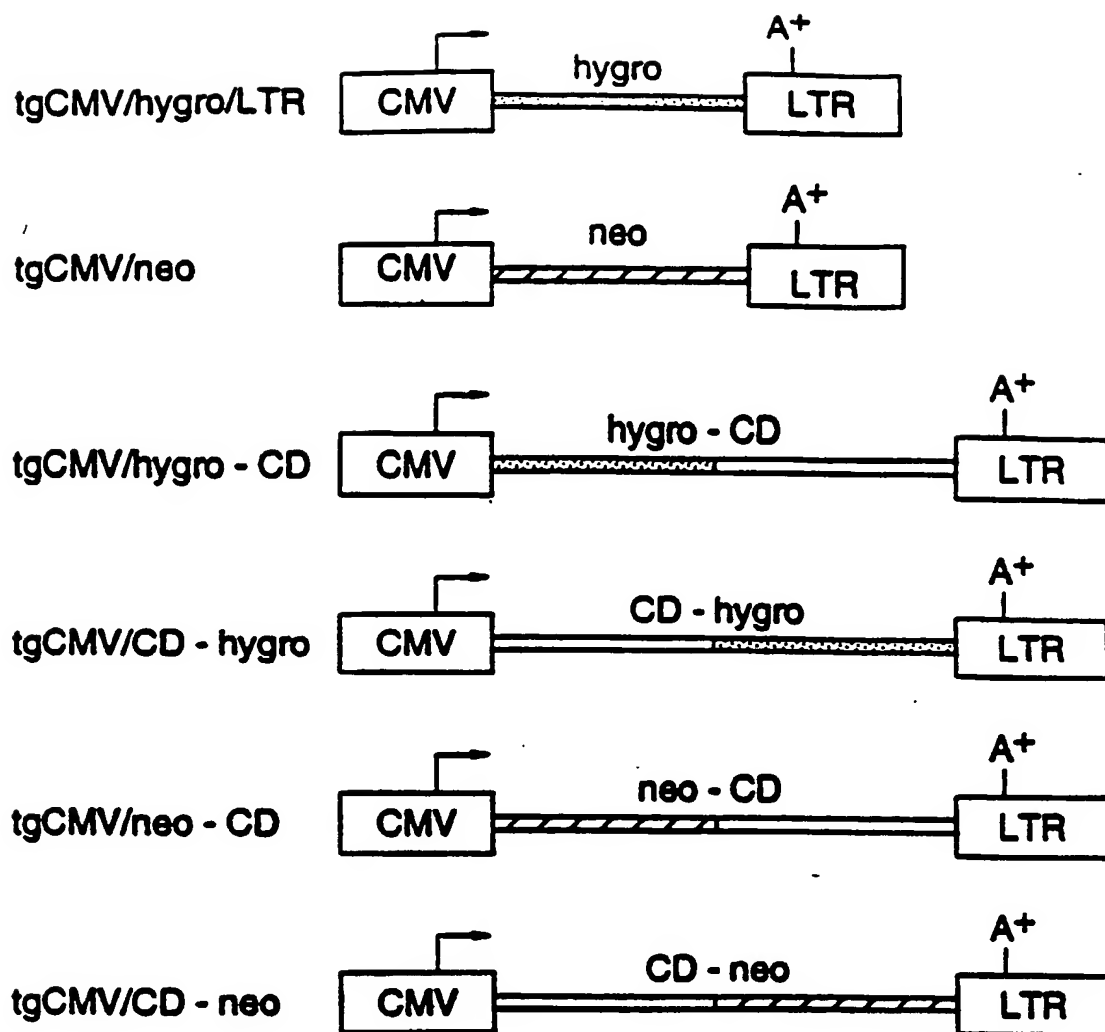 A+
hygro
tgCMV/hygro/LTR CMV LTR
A+
neo
tgCMV/neo CMV LTR
A+
hygro - CD
tgCMV/hygro - CD CMV LTR
A+
CD - hygro
tgCMV/CD - hygro CMV LTR
A+
neo - CD
tgCMV/neo - CD CMV LTR
A+
CD - neo
tgCMV/CD - neo CMV LTR